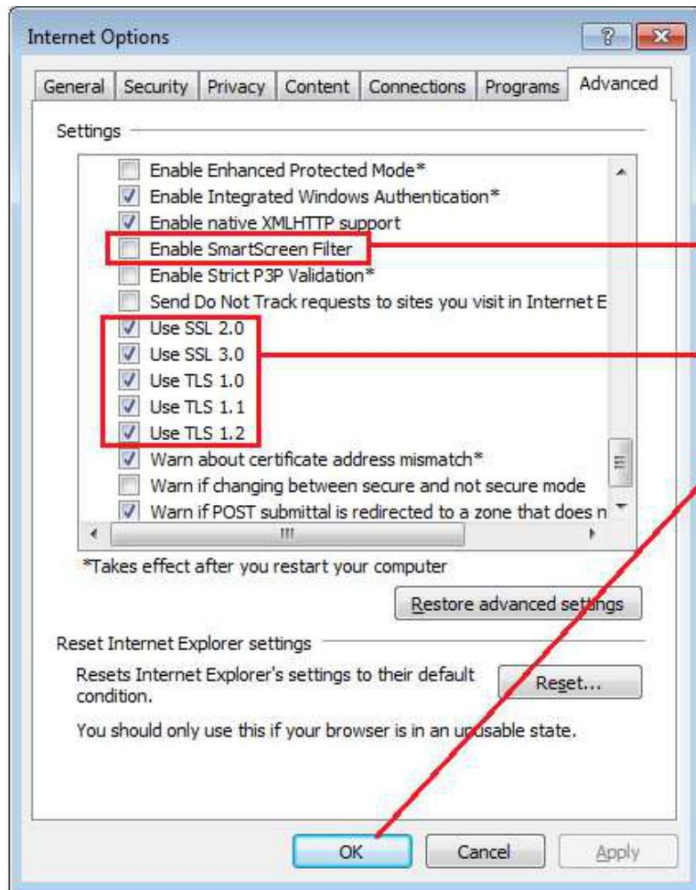 Internet Options
General Security Privacy Content Connections Programs Advanced
Settings
Enable Enhanced Protected Mode*
Enable Integrated Windows Authentication*
Enable native XMLHTTP support
Enable SmartScreen Filter
Enable Strict P3P Validation*
Send Do Not Track requests to sites you visit in Internet E
Use SSL 2.0
Use SSL 3.0
Use TLS 1.0
Use TLS 1.1
Use TLS 1.2
Warn about certificate address mismatch*
Warn if changing between secure and not secure mode
Warn if POST submittal is redirected to a zone that does n
*Takes effect after you restart your computer
Restore advanced settings
Reset Internet Explorer settings
Resets Internet Explorer's settings to their default
condition.
Reset...
You should only use this if your browser is in an unusable state.
OK Cancel Apply